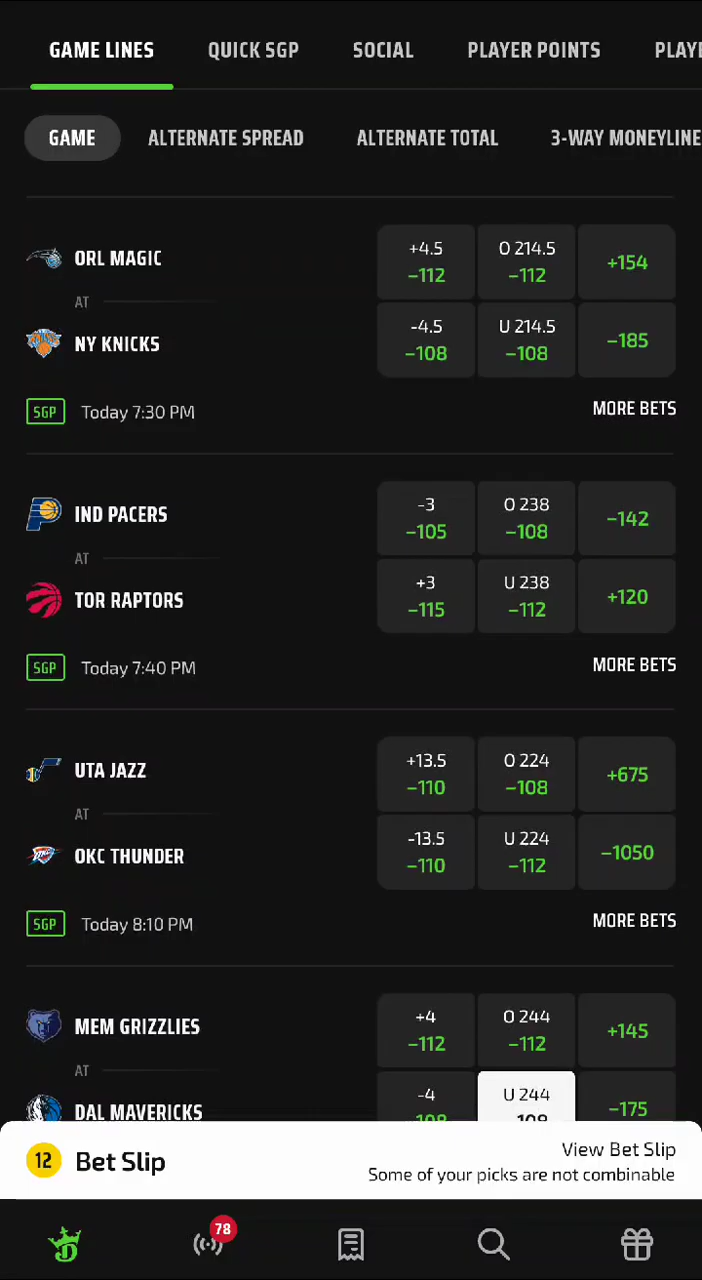 GAME LINES QUICK SGP SOCIAL PLAYER POINTS PLAYE
GAME ALTERNATE SPREAD ALTERNATE TOTAL 3-WAY MONEYLINE
ORL MAGIC +4.5 −112 O 214.5 −112 +154
AT
NY KNICKS -4.5 −108 U 214.5 −108 −185
SGP Today 7:30 PM MORE BETS
IND PACERS -3 −105 O 238 −108 −142
AT
TOR RAPTORS +3 −115 U 238 −112 +120
SGP Today 7:40 PM MORE BETS
UTA JAZZ +13.5 −110 O 224 −108 +675
AT
OKC THUNDER -13.5 −110 U 224 −112 −1050
SGP Today 8:10 PM MORE BETS
MEM GRIZZLIES +4 −112 O 244 −112 +145
AT
DAL MAVERICKS -4 −108 U 244 −108 −175
12 Bet Slip View Bet Slip
Some of your picks are not combinable
78